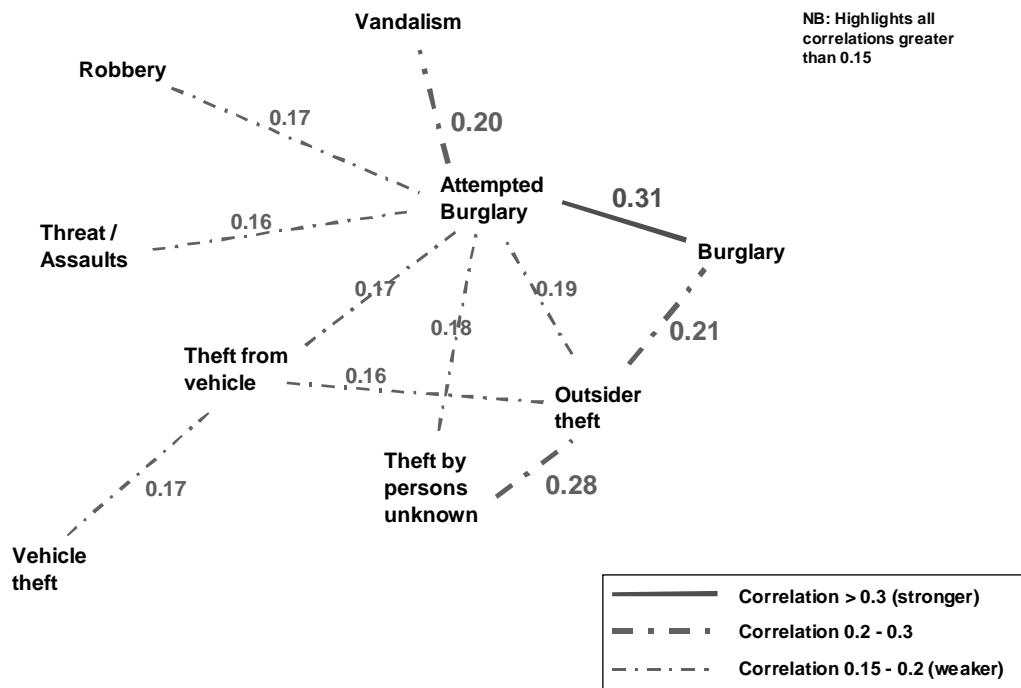 Vandalism
NB: Highlights all
correlations greater
than 0.15
Robbery
0.17
0.20
Attempted
Burglary
0.31
Threat /
Assaults
0.16
Burglary
0.17
0.19
0.18
0.21
Theft from
vehicle
0.16
Outsider
theft
Theft by
persons
unknown
0.28
0.17
Vehicle
theft
Correlation > 0.3 (stronger)
Correlation 0.2 - 0.3
Correlation 0.15 - 0.2 (weaker)